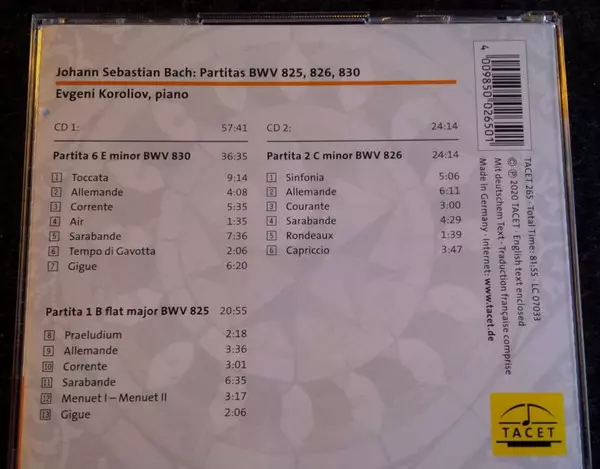 Johann Sebastian Bach: Partitas BWV 825, 826, 830
Evgeni Koroliov, piano
CD 1: 57:41
Partita 6 E minor BWV 830 36:35
1 Toccata 9:14
2 Allemande 4:08
3 Corrente 5:35
4 Air 1:35
5 Sarabande 7:36
6 Tempo di Gavotta 2:06
7 Gigue 6:20
Partita 1 B flat major BWV 825 20:55
8 Praeludium 2:18
9 Allemande 3:36
10 Corrente 3:01
11 Sarabande 6:35
12 Menuet I – Menuet II 3:17
13 Gigue 2:06
CD 2: 24:14
Partita 2 C minor BWV 826 24:14
1 Sinfonia 5:06
2 Allemande 6:11
3 Courante 3:00
4 Sarabande 4:29
5 Rondeaux 1:39
6 Capriccio 3:47
4 009850 026501
TACET 265 · Total Time: 81:55 · LC 07033
© ℗ 2020 TACET · English text enclosed
Mit deutschem Text · Traduction française comprise
Made in Germany · Internet: www.tacet.de
TACET